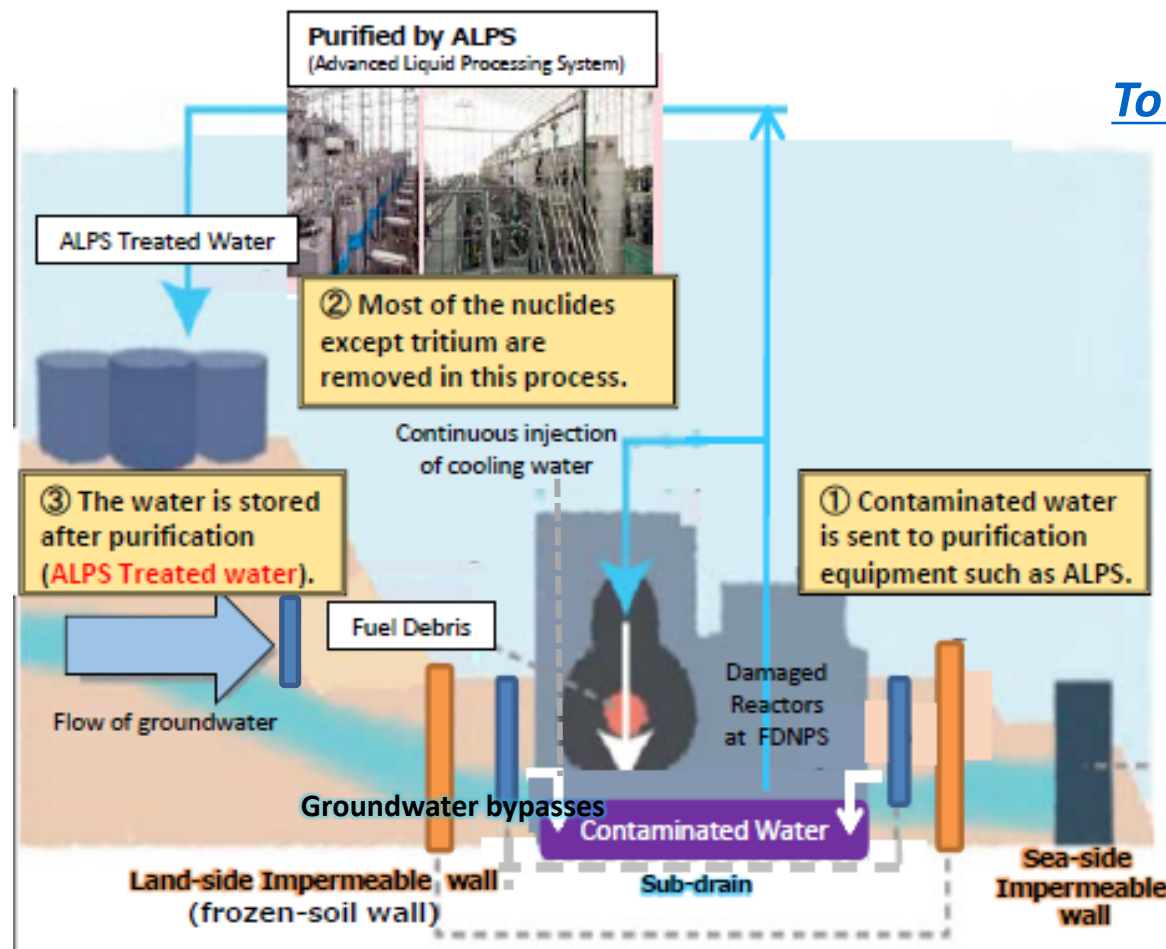 Purified by ALPS
(Advanced Liquid Processing System)
To
ALPS Treated Water
② Most of the nuclides
except tritium are
removed in this process.
Continuous injection
of cooling water
③ The water is stored
after purification
(ALPS Treated water).
① Contaminated water
is sent to purification
equipment such as ALPS.
Fuel Debris
Flow of groundwater
Damaged
Reactors
at FDNPS
Groundwater bypasses
Contaminated Water
Land-side Impermeable wall
(frozen-soil wall)
Sub-drain
Sea-side
Impermeable
wall